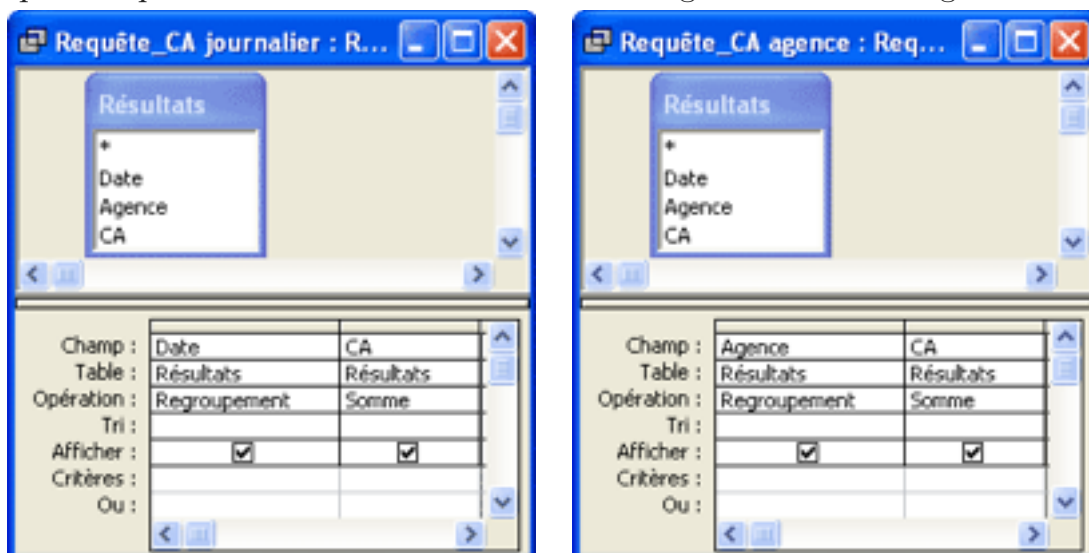 Requête_CA journalier : R...
Résultats
*
Date
Agence
CA
Champ : Date CA
Table : Résultats Résultats
Opération : Regroupement Somme
Tri :
Afficher :
Critères :
Ou :
Requête_CA agence : Req...
Résultats
*
Date
Agence
CA
Champ : Agence CA
Table : Résultats Résultats
Opération : Regroupement Somme
Tri :
Afficher :
Critères :
Ou :